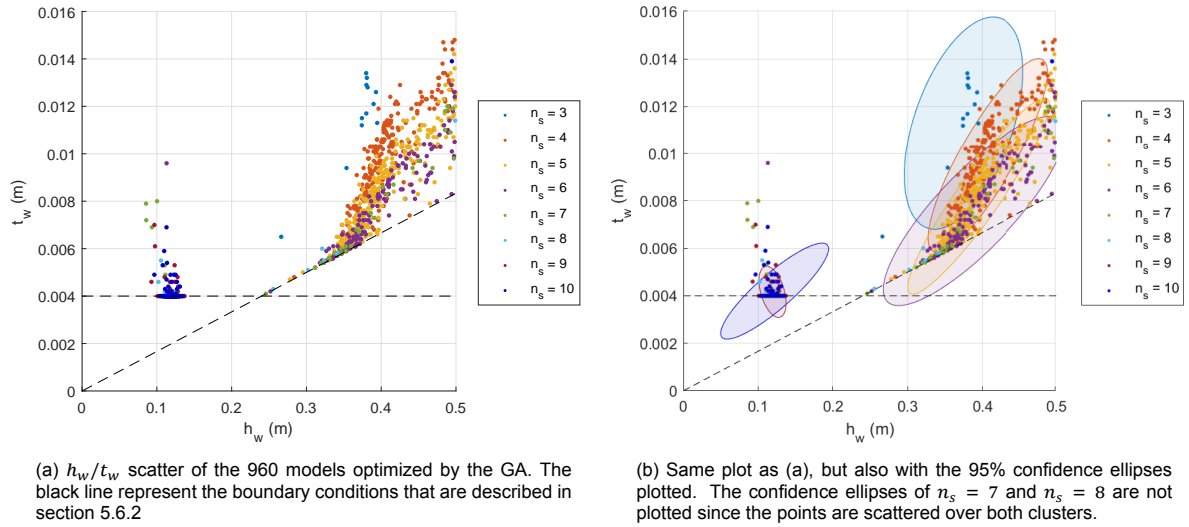 0.016
0.014
0.012
0.01
0.008
0.006
0.004
0.002
0
t_w (m)
0
0.1
0.2
0.3
0.4
0.5
h_w (m)
n_s = 3
n_s = 4
n_s = 5
n_s = 6
n_s = 7
n_s = 8
n_s = 9
n_s = 10
(a) h_w/t_w scatter of the 960 models optimized by the GA. The
black line represent the boundary conditions that are described in
section 5.6.2
0.016
0.014
0.012
0.01
0.008
0.006
0.004
0.002
0
t_w (m)
0
0.1
0.2
0.3
0.4
0.5
h_w (m)
n_s = 3
n_s = 4
n_s = 5
n_s = 6
n_s = 7
n_s = 8
n_s = 9
n_s = 10
(b) Same plot as (a), but also with the 95% confidence ellipses
plotted. The confidence ellipses of n_s = 7 and n_s = 8 are not
plotted since the points are scattered over both clusters.